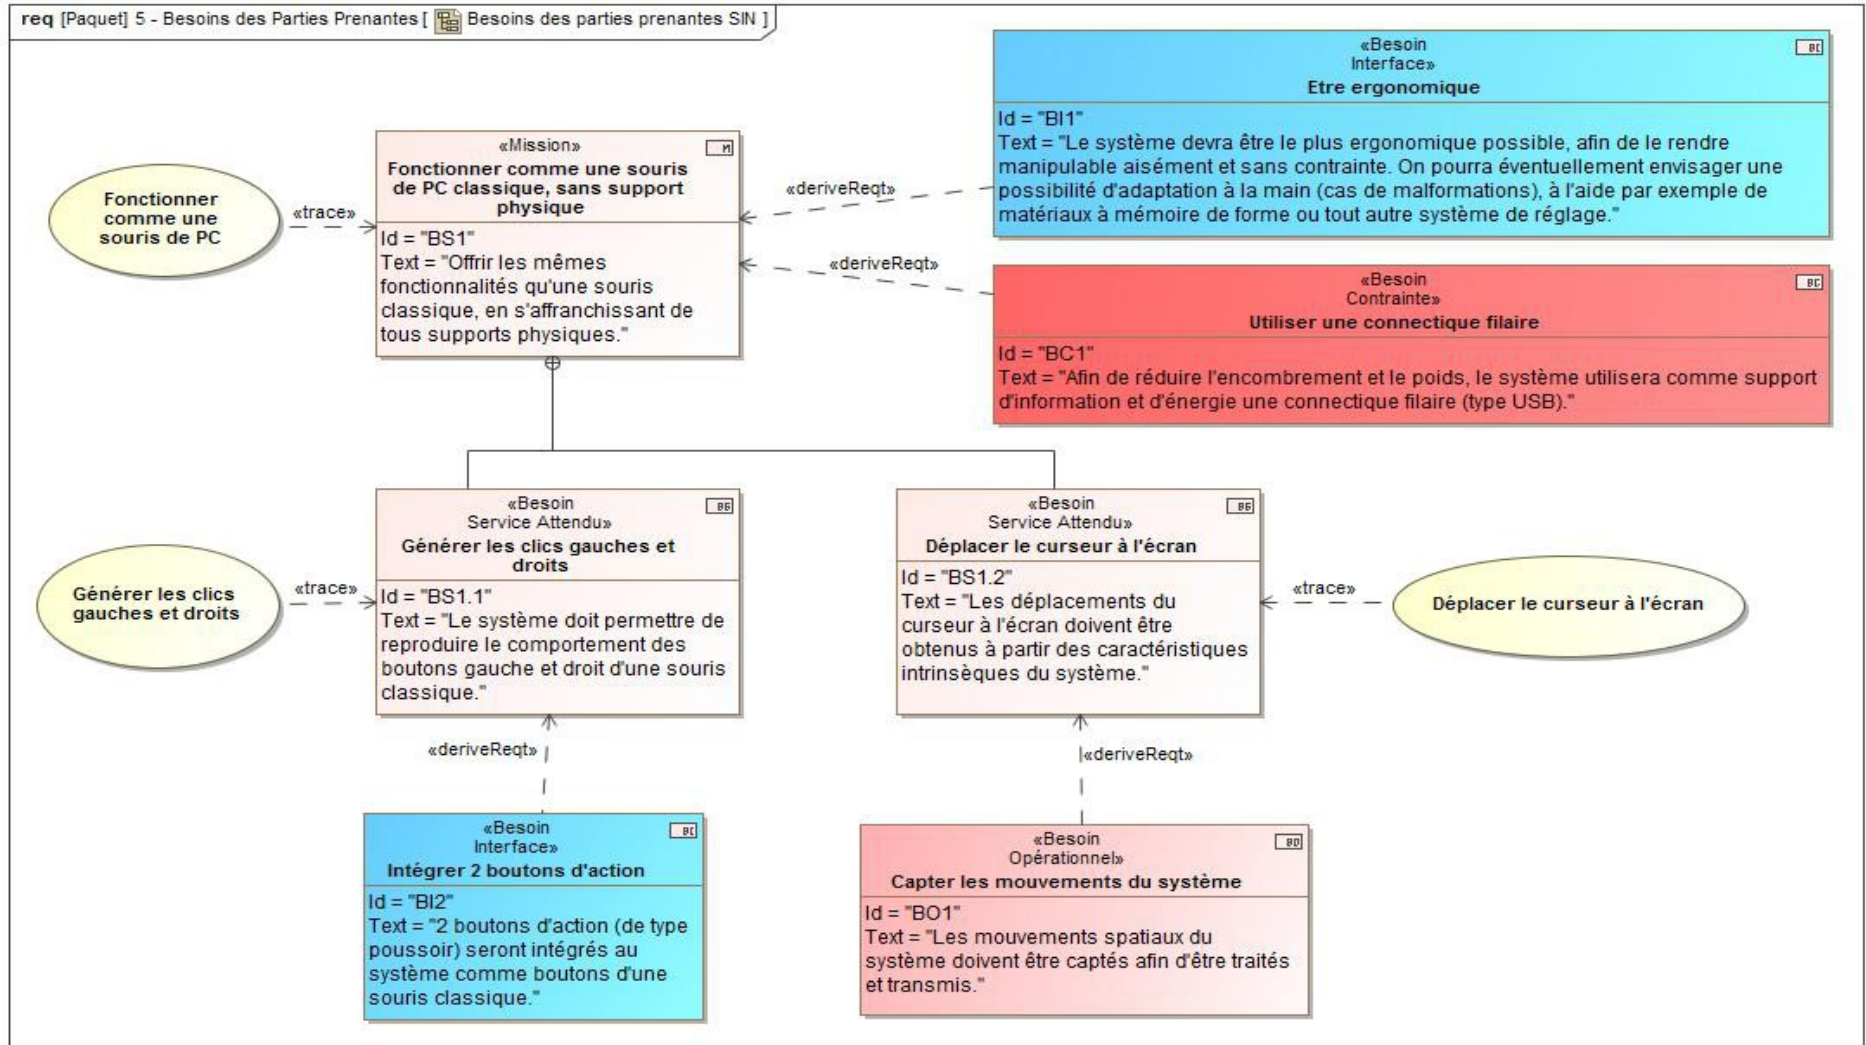 req [Paquet] 5 - Besoins des Parties Prenantes [ Besoins des parties prenantes SIN ]
«Besoin
Interface»
Etre ergonomique
BI
Id = "BI1"
Text = "Le système devra être le plus ergonomique possible, afin de le rendre
manipulable aisément et sans contrainte. On pourra éventuellement envisager une
possibilité d'adaptation à la main (cas de malformations), à l'aide par exemple de
matériaux à mémoire de forme ou tout autre système de réglage."
«Mission»
M
Fonctionner comme une souris
de PC classique, sans support
physique
Id = "BS1"
Text = "Offrir les mêmes
fonctionnalités qu'une souris
classique, en s'affranchissant de
tous supports physiques."
Fonctionner
comme une
souris de PC
«trace»
«deriveReqt»
«deriveReqt»
«Besoin
Contrainte»
BC
Utiliser une connectique filaire
Id = "BC1"
Text = "Afin de réduire l'encombrement et le poids, le système utilisera comme support
d'information et d'énergie une connectique filaire (type USB)."
«Besoin
Service Attendu»
Générer les clics gauches et
droits
Id = "BS1.1"
Text = "Le système doit permettre de
reproduire le comportement des
boutons gauche et droit d'une souris
classique."
Générer les clics
gauches et droits
«trace»
«Besoin
Service Attendu»
Déplacer le curseur à l'écran
Id = "BS1.2"
Text = "Les déplacements du
curseur à l'écran doivent être
obtenus à partir des caractéristiques
intrinsèques du système."
«trace»
Déplacer le curseur à l'écran
«deriveReqt»
«deriveReqt»
«Besoin
Interface»
BI
Intégrer 2 boutons d'action
Id = "BI2"
Text = "2 boutons d'action (de type
poussoir) seront intégrés au
système comme boutons d'une
souris classique."
«Besoin
Opérationnel»
BO
Capter les mouvements du système
Id = "BO1"
Text = "Les mouvements spatiaux du
système doivent être captés afin d'être traités
et transmis."